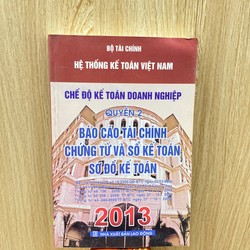 BỘ TÀI CHÍNH
HỆ THỐNG KẾ TOÁN VIỆT NAM
CHẾ ĐỘ KẾ TOÁN DOANH NGHIỆP
QUYỂN 2
BÁO CÁO TÀI CHÍNH
CHỨNG TỪ VÀ SỔ KẾ TOÁN
SƠ ĐỒ KẾ TOÁN
2013
NHÀ XUẤT BẢN LAO ĐỘNG